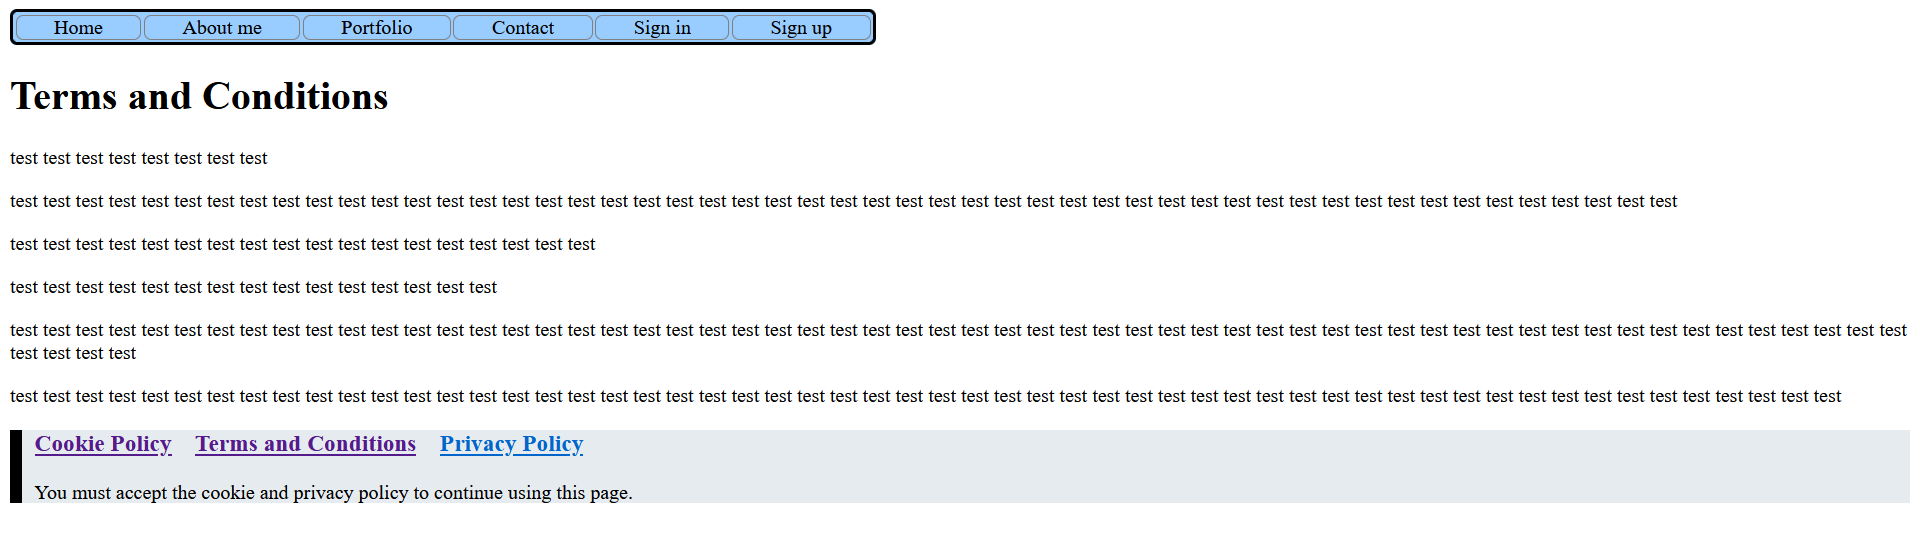 Home About me Portfolio Contact Sign in Sign up
Terms and Conditions
test test test test test test test test
test test test test test test test test test test test test test test test test test test test test test test test test test test test test test test test test test test test test test test test test test test test test test test test test test test
test test test test test test test test test test test test test test test test test test
test test test test test test test test test test test test test test test
test test test test test test test test test test test test test test test test test test test test test test test test test test test test test test test test test test test test test test test test test test test test test test test test test test test test test test test test test
test test test test
test test test test test test test test test test test test test test test test test test test test test test test test test test test test test test test test test test test test test test test test test test test test test test test test test test test test test test test
Cookie Policy Terms and Conditions Privacy Policy
You must accept the cookie and privacy policy to continue using this page.